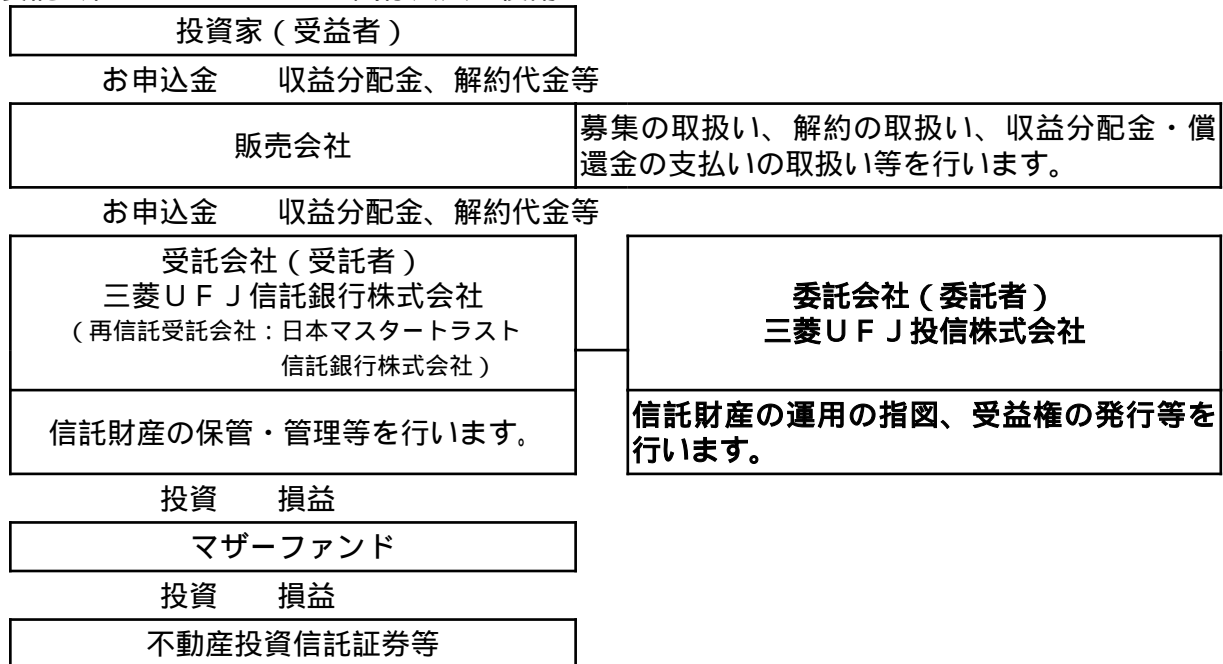 投資家（受益者）
お申込金　収益分配金、解約代金等
販売会社
募集の取扱い、解約の取扱い、収益分配金・償
還金の支払いの取扱い等を行います。
お申込金　収益分配金、解約代金等
受託会社（受託者）
三菱ＵＦＪ信託銀行株式会社
（再信託受託会社：日本マスタートラスト
信託銀行株式会社）
委託会社（委託者）
三菱ＵＦＪ投信株式会社
信託財産の保管・管理等を行います。
信託財産の運用の指図、受益権の発行等を
行います。
投資　損益
マザーファンド
投資　損益
不動産投資信託証券等